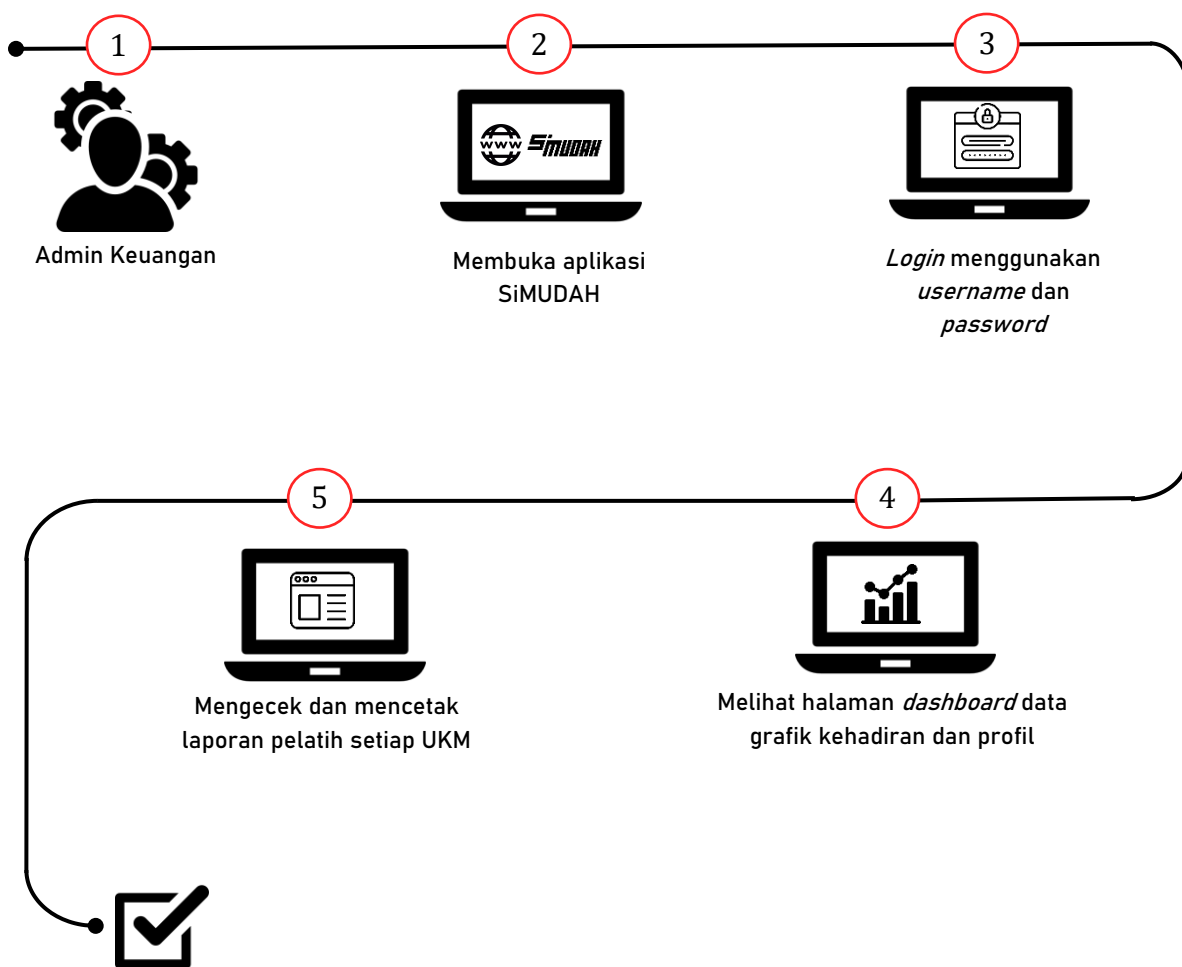 1
2
3
Admin Keuangan
www SiMUDAH
Membuka aplikasi
SiMUDAH
Login menggunakan
username dan
password
5
4
Mengecek dan mencetak
laporan pelatih setiap UKM
Melihat halaman dashboard data
grafik kehadiran dan profil